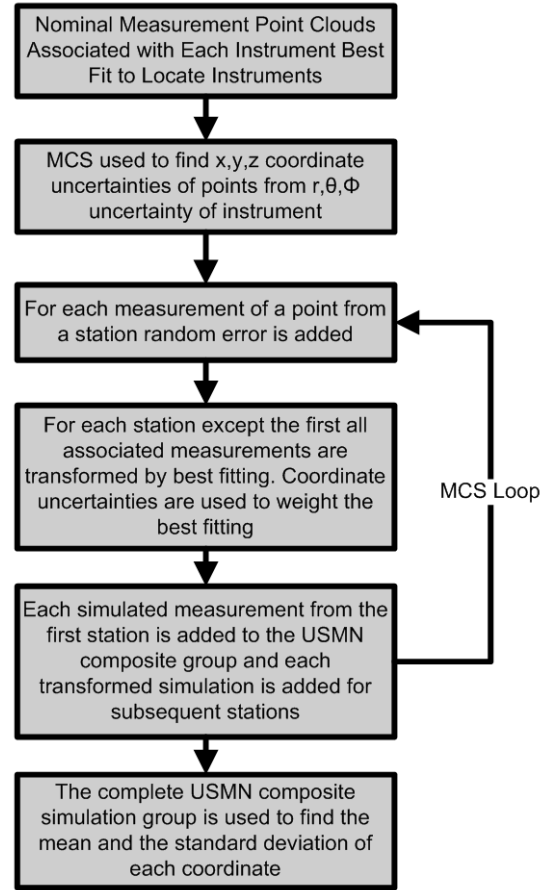 Nominal Measurement Point Clouds
Associated with Each Instrument Best
Fit to Locate Instruments
MCS used to find x,y,z coordinate
uncertainties of points from r,θ,Φ
uncertainty of instrument
For each measurement of a point from
a station random error is added
For each station except the first all
associated measurements are
transformed by best fitting. Coordinate
uncertainties are used to weight the
best fitting
MCS Loop
Each simulated measurement from the
first station is added to the USMN
composite group and each
transformed simulation is added for
subsequent stations
The complete USMN composite
simulation group is used to find the
mean and the standard deviation of
each coordinate